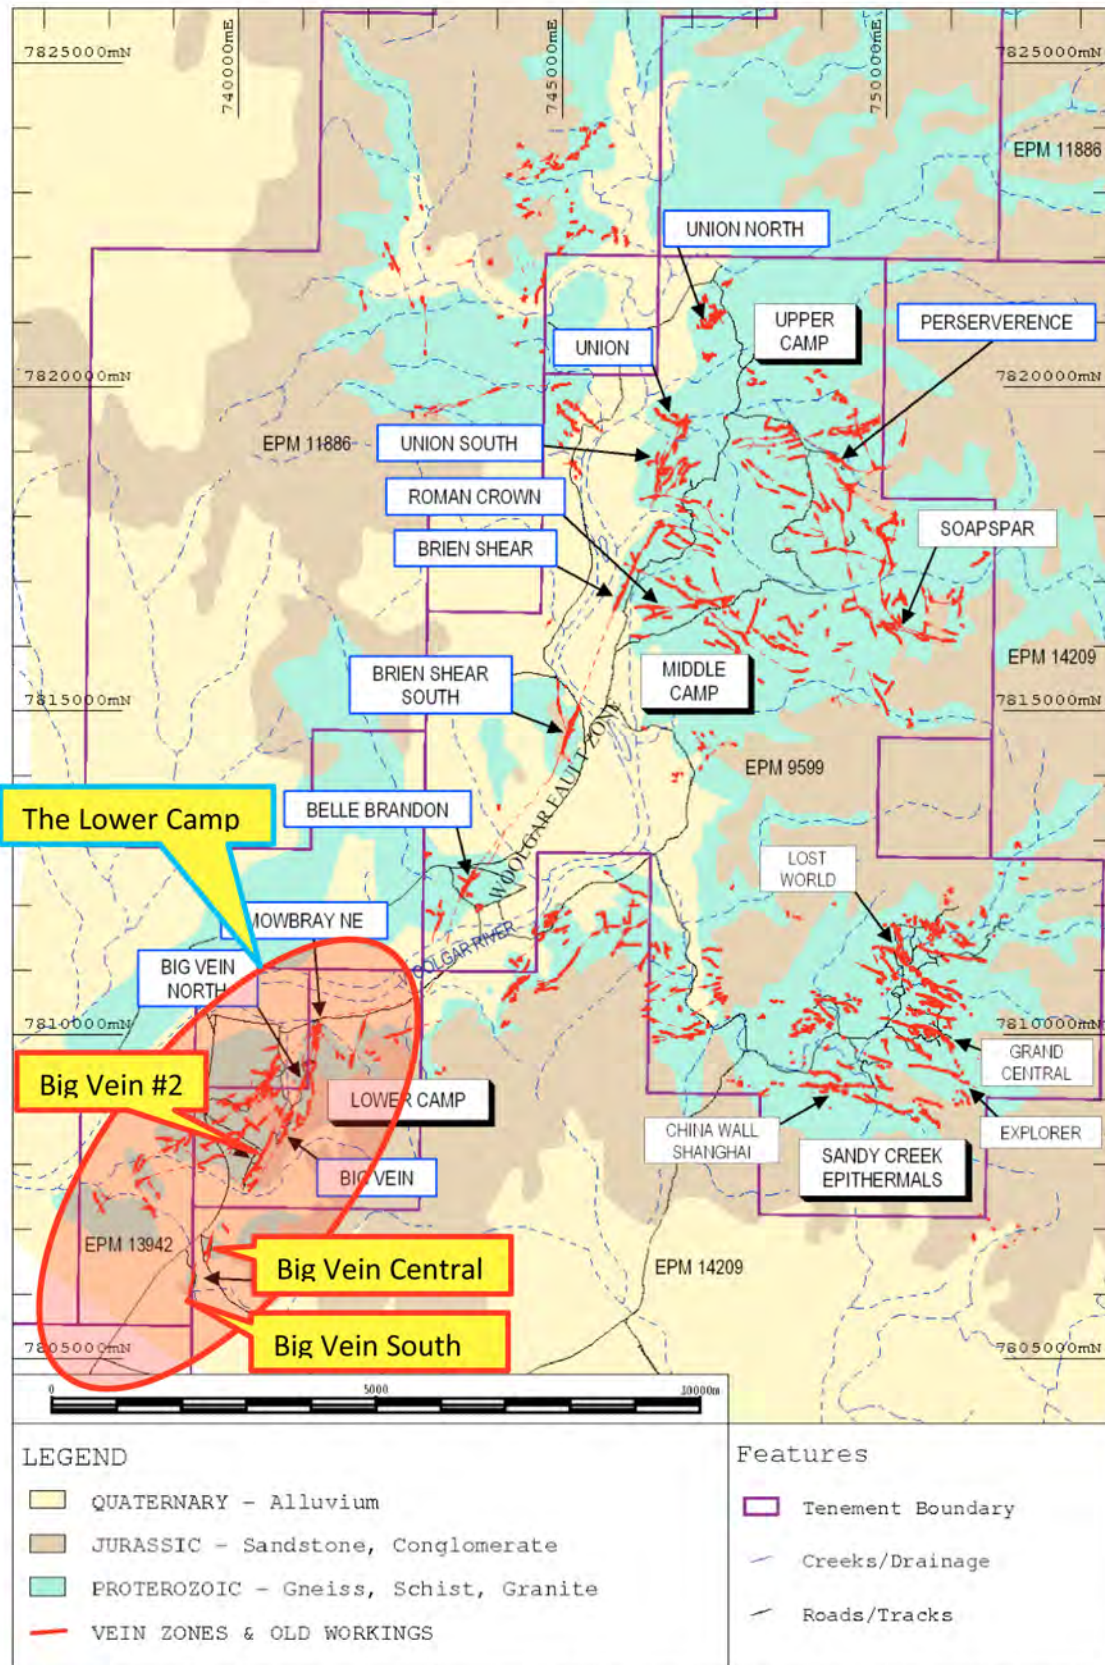 7825000mN
740000mE
745000mE
750000mE
7825000mN
EPM 11886
UNION NORTH
UPPER
CAMP
PERSERVERENCE
UNION
7820000mN
7820000mN
EPM 11886
UNION SOUTH
ROMAN CROWN
BRIEN SHEAR
SOAPSPAR
BRIEN SHEAR
SOUTH
MIDDLE
CAMP
EPM 14209
7815000mN
7815000mN
WOOLGAR FAULT ZONE
EPM 9599
The Lower Camp
BELLE BRANDON
LOST
WORLD
MOWBRAY NE
OOLGAR RIVER
BIG VEIN
NORTH
7810000mN
7810000mN
Big Vein #2
GRAND
CENTRAL
LOWER CAMP
CHINA WALL
SHANGHAI
EXPLORER
BIG VEIN
SANDY CREEK
EPITHERMALS
EPM 13942
Big Vein Central
EPM 14209
Big Vein South
7805000mN
7805000mN
0 5000 10000m
LEGEND
QUATERNARY - Alluvium
JURASSIC - Sandstone, Conglomerate
PROTEROZOIC - Gneiss, Schist, Granite
VEIN ZONES & OLD WORKINGS
Features
Tenement Boundary
Creeks/Drainage
Roads/Tracks